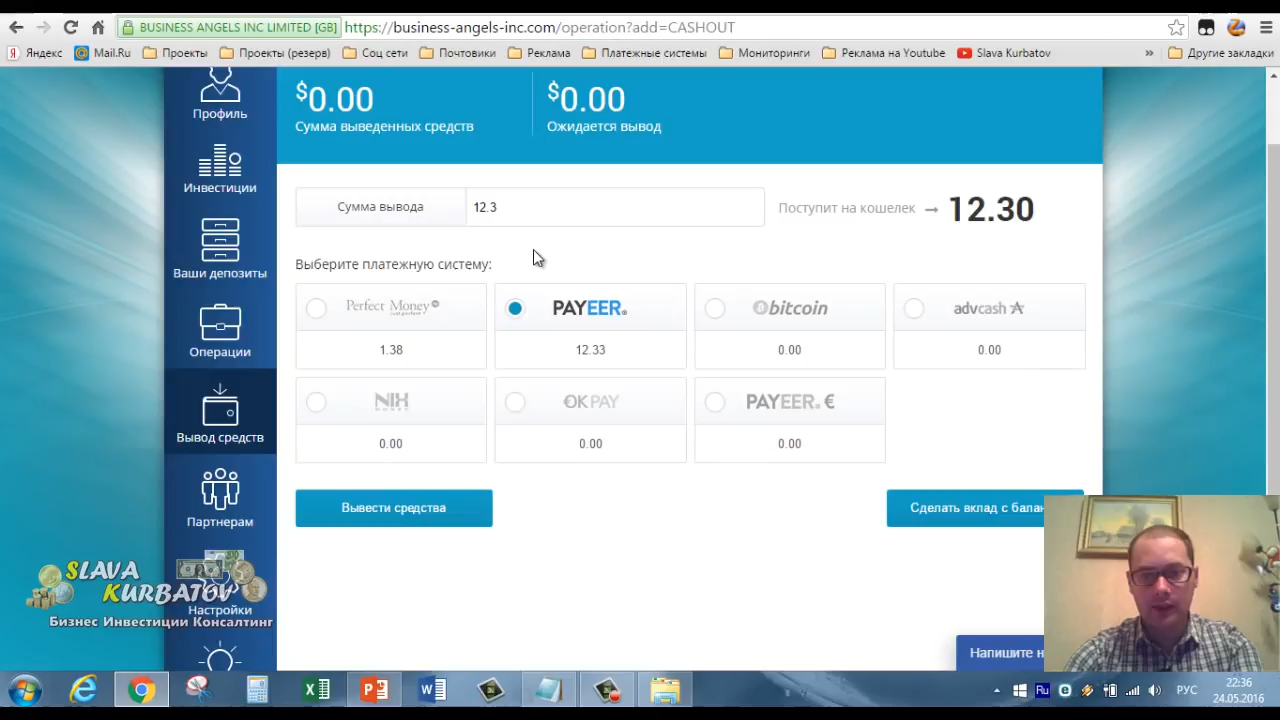 BUSINESS ANGELS INC LIMITED [GB] https://business-angels-inc.com/operation?add=CASHOUT
Яндекс Mail.Ru Проекты Проекты (резерв) Соц сети Почтовики Реклама Платежные системы Мониторинги Реклама на Youtube Slava Kurbatov » Другие закладки
$0.00 $0.00
Сумма выведенных средств Ожидается вывод
Профиль
Инвестиции
Ваши депозиты
Операции
Вывод средств
Партнерам
Настройки
Сумма вывода 12.3 Поступит на кошелек → 12.30
Выберите платежную систему:
Perfect Money PAYEER bitcoin advcash
1.38 12.33 0.00 0.00
NIX MONEY OKPAY PAYEER €
0.00 0.00 0.00
Вывести средства Сделать вклад с
Напишите
SLAVA
KURBATOV
Бизнес Инвестиции Консалтинг
Ru РУС 22:36
24.05.2016